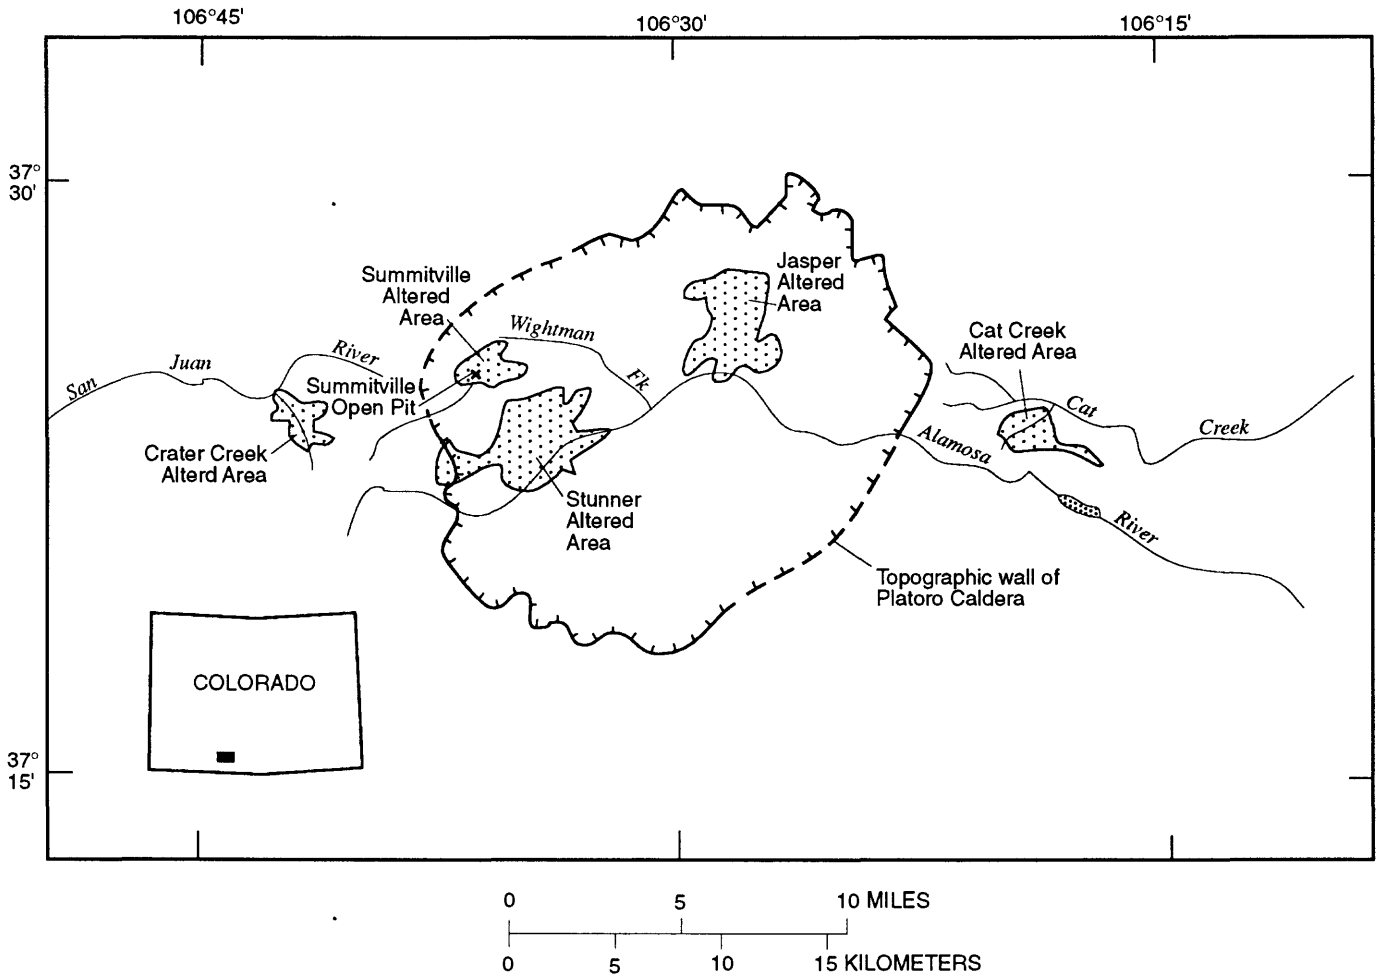 106°45'
106°30'
106°15'
37°
30'
Jasper
Altered
Area
Summitville
Altered
Area
Wightman
Fk
Cat Creek
Altered Area
San
Juan
River
Summitville
Open Pit
Cat
Creek
Crater Creek
Alterd Area
Alamosa
River
Stunner
Altered
Area
Topographic wall of
Platoro Caldera
COLORADO
37°
15'
0 5 10 MILES
0 5 10 15 KILOMETERS